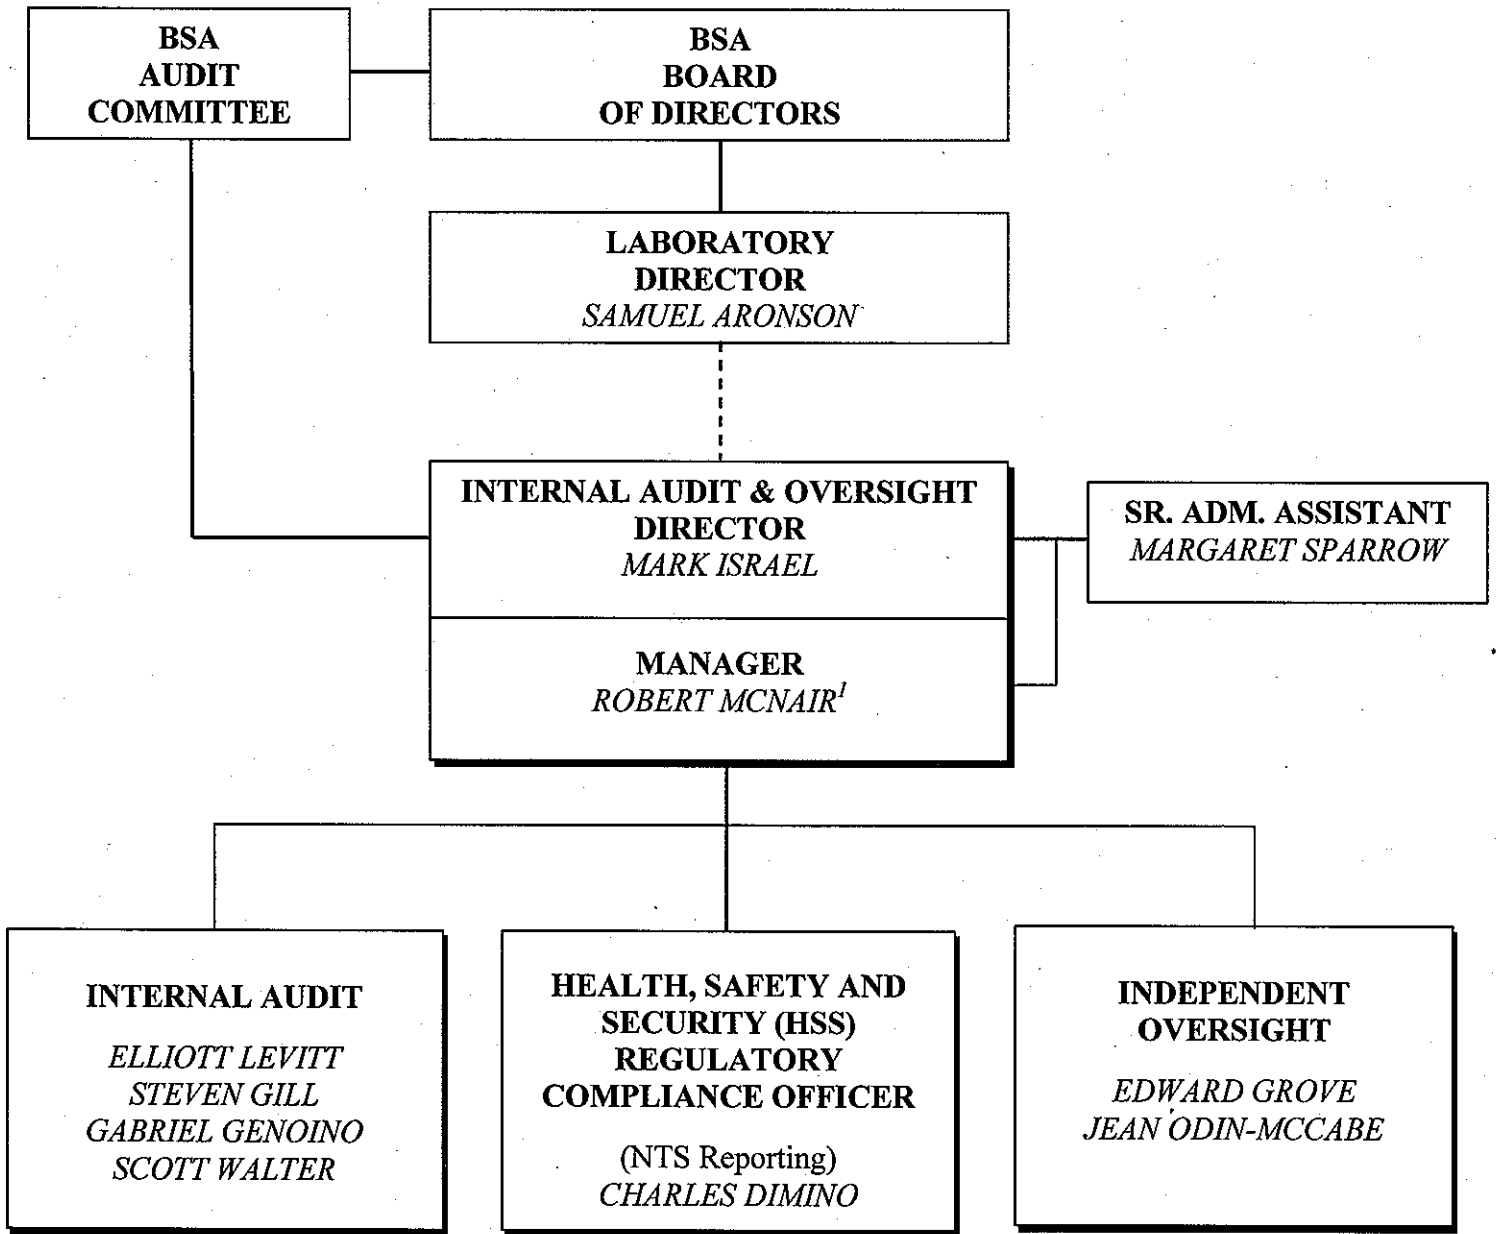 BSA
AUDIT
COMMITTEE
BSA
BOARD
OF DIRECTORS
LABORATORY
DIRECTOR
SAMUEL ARONSON
INTERNAL AUDIT & OVERSIGHT
DIRECTOR
MARK ISRAEL
SR. ADM. ASSISTANT
MARGARET SPARROW
MANAGER
ROBERT MCNAIR¹
INTERNAL AUDIT
ELLIOTT LEVITT
STEVEN GILL
GABRIEL GENOINO
SCOTT WALTER
HEALTH, SAFETY AND
SECURITY (HSS)
REGULATORY
COMPLIANCE OFFICER
(NTS Reporting)
CHARLES DIMINO
INDEPENDENT
OVERSIGHT
EDWARD GROVE
JEAN ODIN-MCCABE